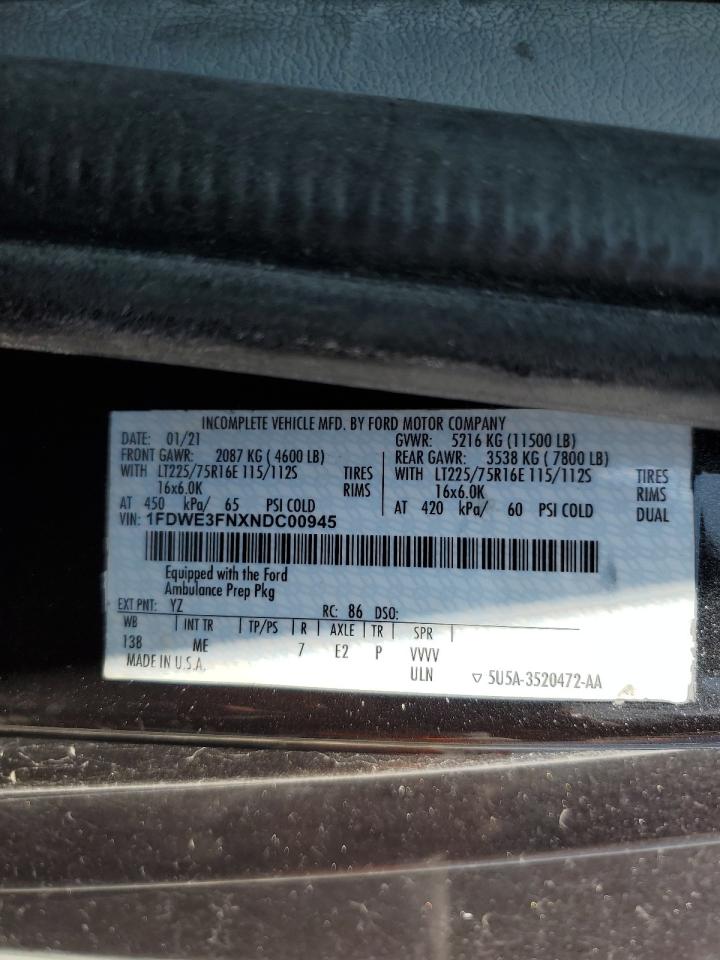 INCOMPLETE VEHICLE MFD. BY FORD MOTOR COMPANY
DATE: 01/21 GVWR: 5216 KG (11500 LB)
FRONT GAWR: 2087 KG ( 4600 LB) REAR GAWR: 3538 KG ( 7800 LB)
WITH LT225/75R16E 115/112S TIRES WITH LT225/75R16E 115/112S TIRES
16x6.0K RIMS 16x6.0K RIMS
AT 450 kPa/ 65 PSI COLD AT 420 kPa/ 60 PSI COLD DUAL
VIN: 1FDWE3FNXNDC00945
Equipped with the Ford
Ambulance Prep Pkg
EXT PNT: YZ RC: 86 DSO:
WB INT TR TP/PS R AXLE TR SPR
138 ME 7 E2 P VVVV
MADE IN U.S.A. ULN ▽ 5U5A-3520472-AA